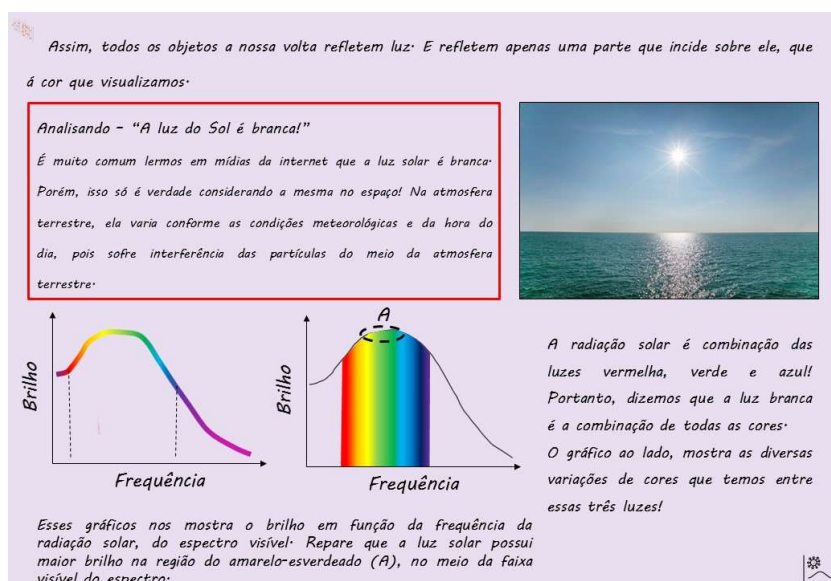 Assim, todos os objetos a nossa volta refletem luz. E refletem apenas uma parte que incide sobre ele, que
á cor que visualizamos.
Analisando - “A luz do Sol é branca!”
É muito comum lermos em mídias da internet que a luz solar é branca.
Porém, isso só é verdade considerando a mesma no espaço! Na atmosfera
terrestre, ela varia conforme as condições meteorológicas e da hora do
dia, pois sofre interferência das partículas do meio da atmosfera
terrestre.
Brilho
Frequência
A
Brilho
Frequência
A radiação solar é combinação das
luzes vermelha, verde e azul!
Portanto, dizemos que a luz branca
é a combinação de todas as cores.
O gráfico ao lado, mostra as diversas
variações de cores que temos entre
essas três luzes!
Esses gráficos nos mostra o brilho em função da frequência da
radiação solar, do espectro visível. Repare que a luz solar possui
maior brilho na região do amarelo-esverdeado (A), no meio da faixa
visível do espectro.